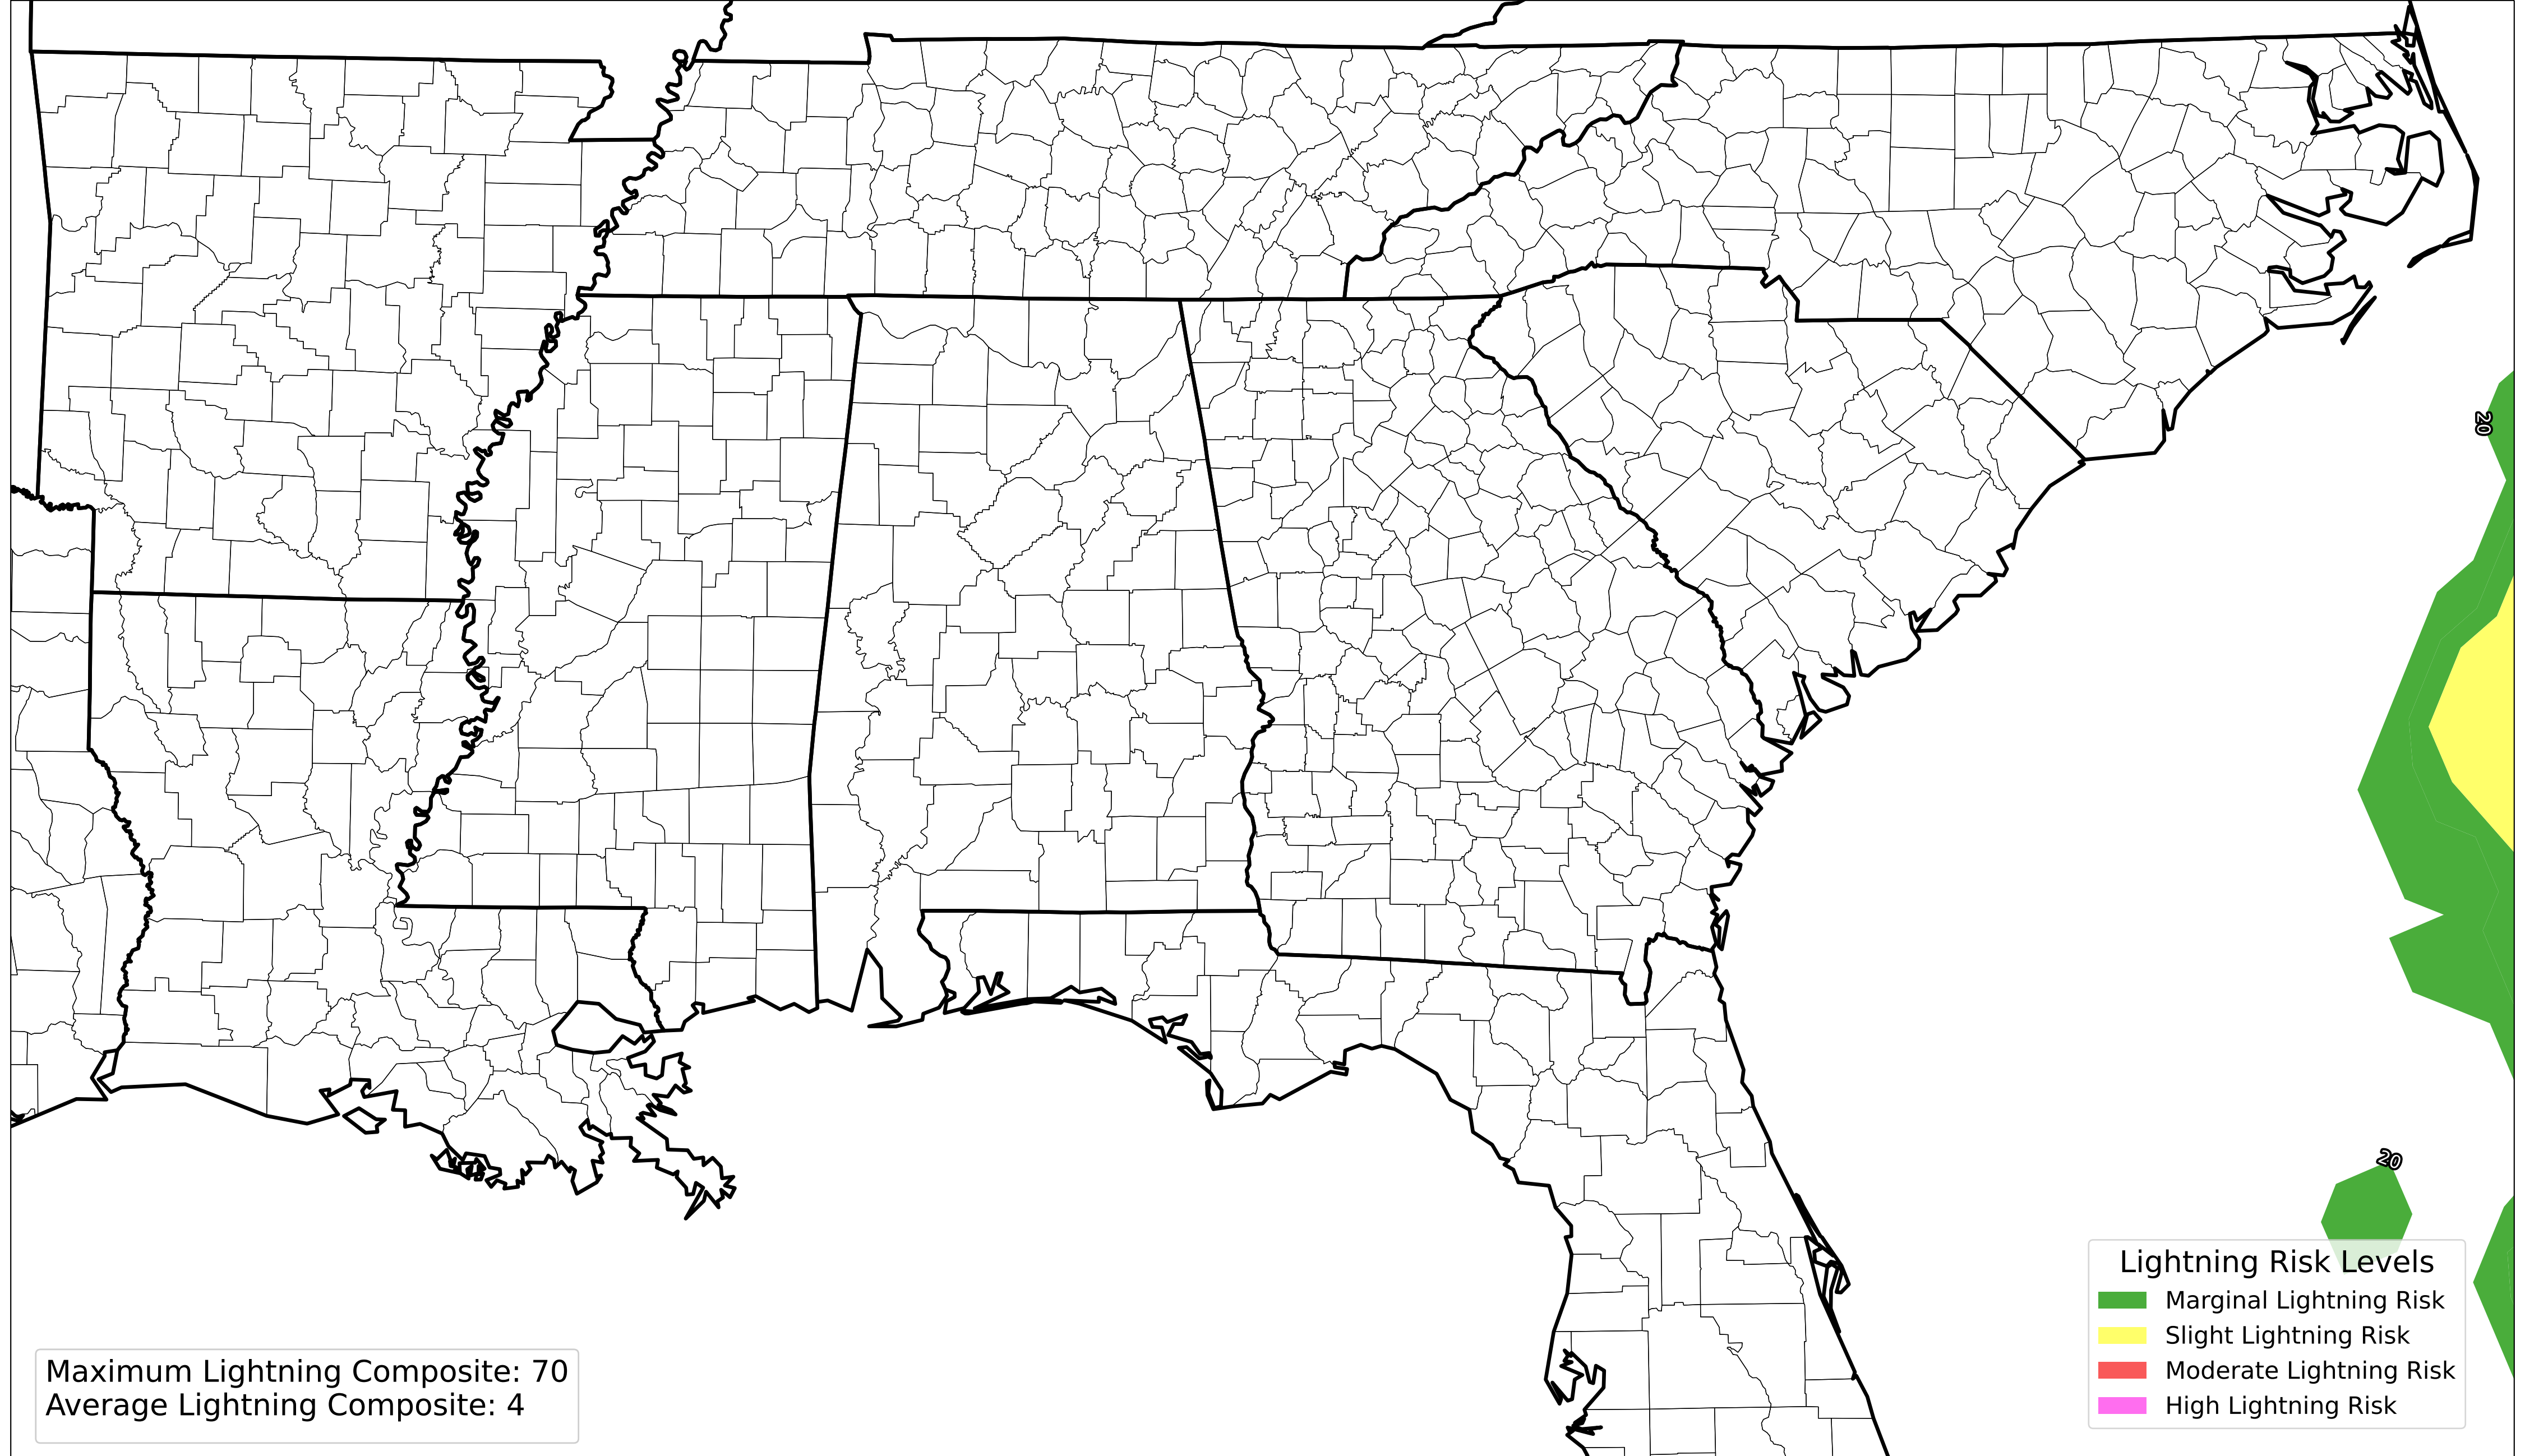 20
20
Lightning Risk Levels
Marginal Lightning Risk
Slight Lightning Risk
Moderate Lightning Risk
High Lightning Risk
Maximum Lightning Composite: 70
Average Lightning Composite: 4